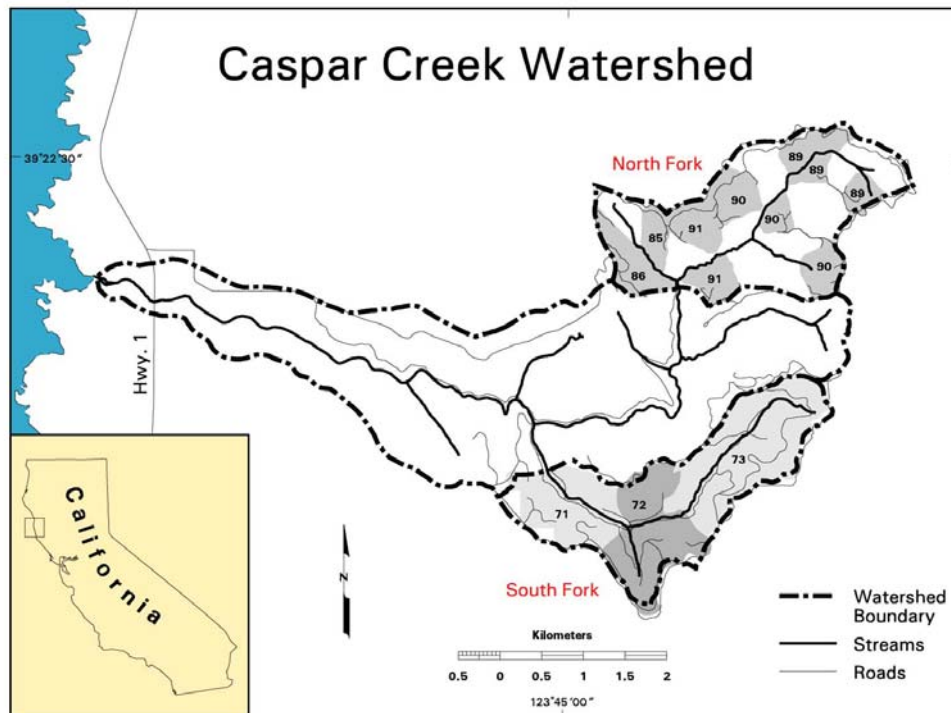 Caspar Creek Watershed
39°22'30"
North Fork
89
89
89
90
90
85
91
86
91
90
Hwy. 1
73
72
71
South Fork
California
N
Kilometers
0.5 0 0.5 1 1.5 2
123°45'00"
Watershed
Boundary
Streams
Roads